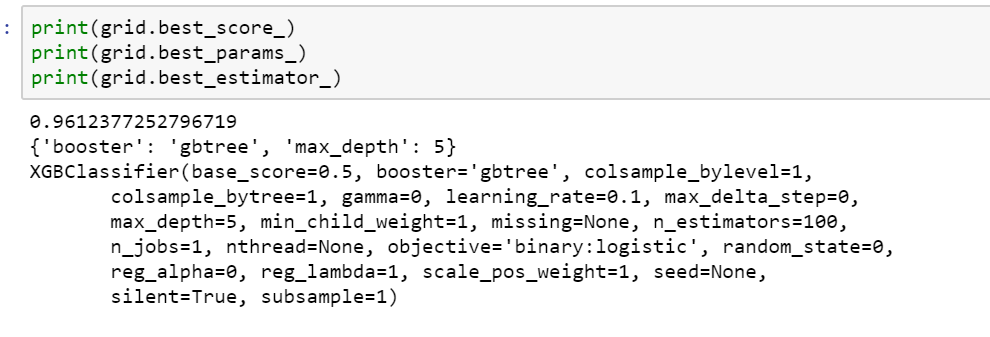 :
print(grid.best_score_)
print(grid.best_params_)
print(grid.best_estimator_)
0.9612377252796719
{'booster': 'gbtree', 'max_depth': 5}
XGBClassifier(base_score=0.5, booster='gbtree', colsample_bylevel=1,
colsample_bytree=1, gamma=0, learning_rate=0.1, max_delta_step=0,
max_depth=5, min_child_weight=1, missing=None, n_estimators=100,
n_jobs=1, nthread=None, objective='binary:logistic', random_state=0,
reg_alpha=0, reg_lambda=1, scale_pos_weight=1, seed=None,
silent=True, subsample=1)